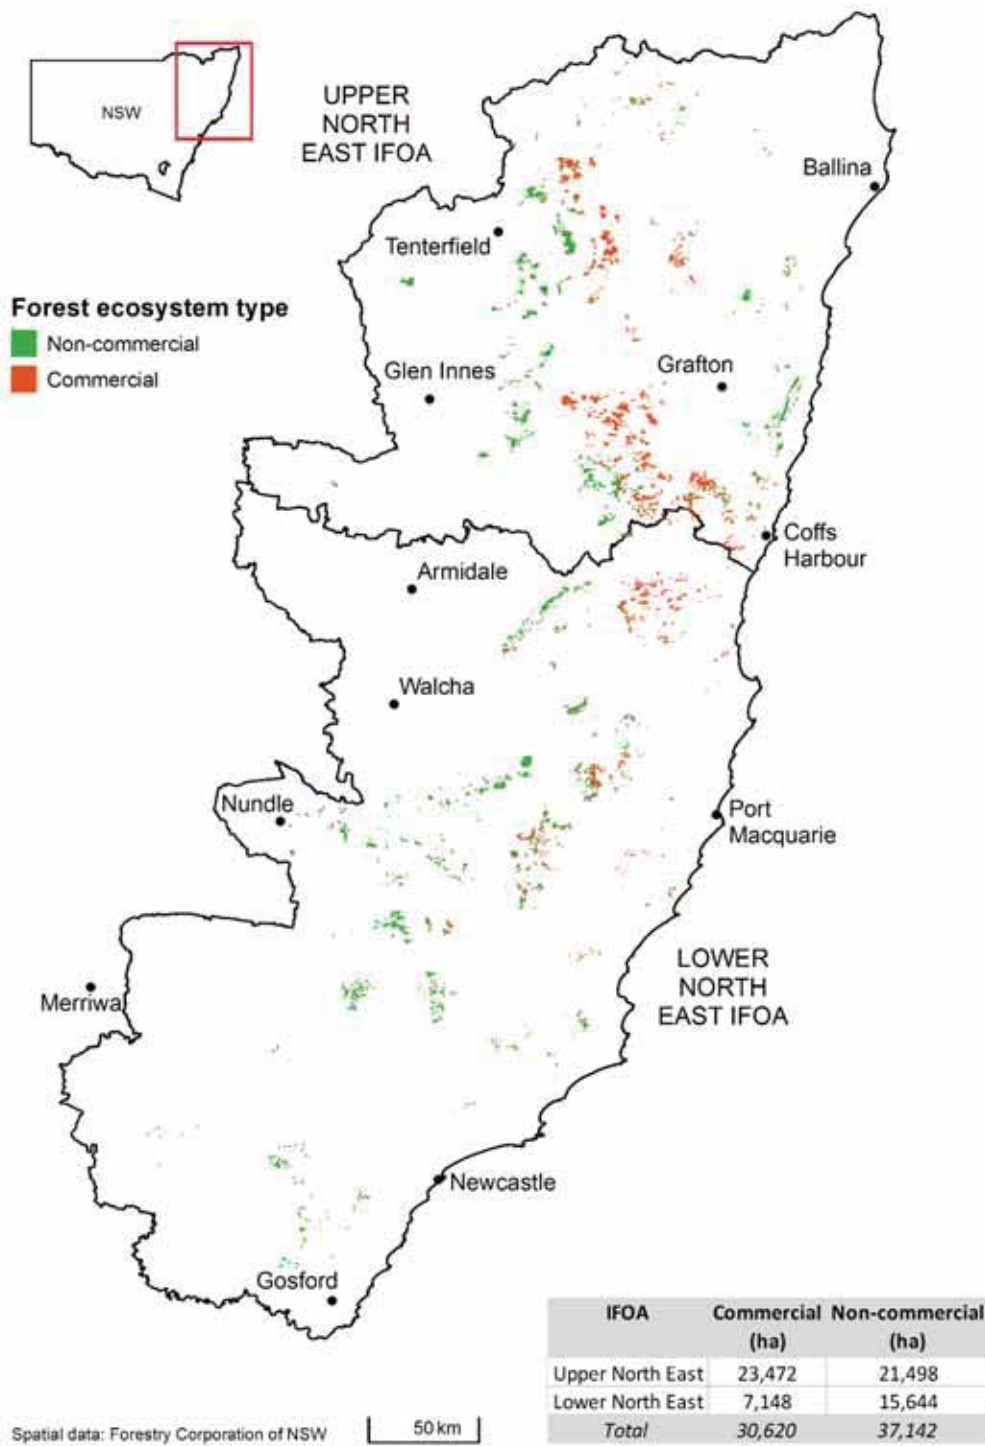 NSW
UPPER
NORTH
EAST IFOA
Ballina
Tenterfield
Forest ecosystem type
Non-commercial
Commercial
Glen Innes
Grafton
Coffs
Harbour
Armidale
Walcha
Nundle
Port
Macquarie
LOWER
NORTH
EAST IFOA
Merriwa
Newcastle
Gosford
IFOA Commercial Non-commercial
(ha) (ha)
Upper North East 23,472 21,498
Lower North East 7,148 15,644
Total 30,620 37,142
Spatial data: Forestry Corporation of NSW
50 km